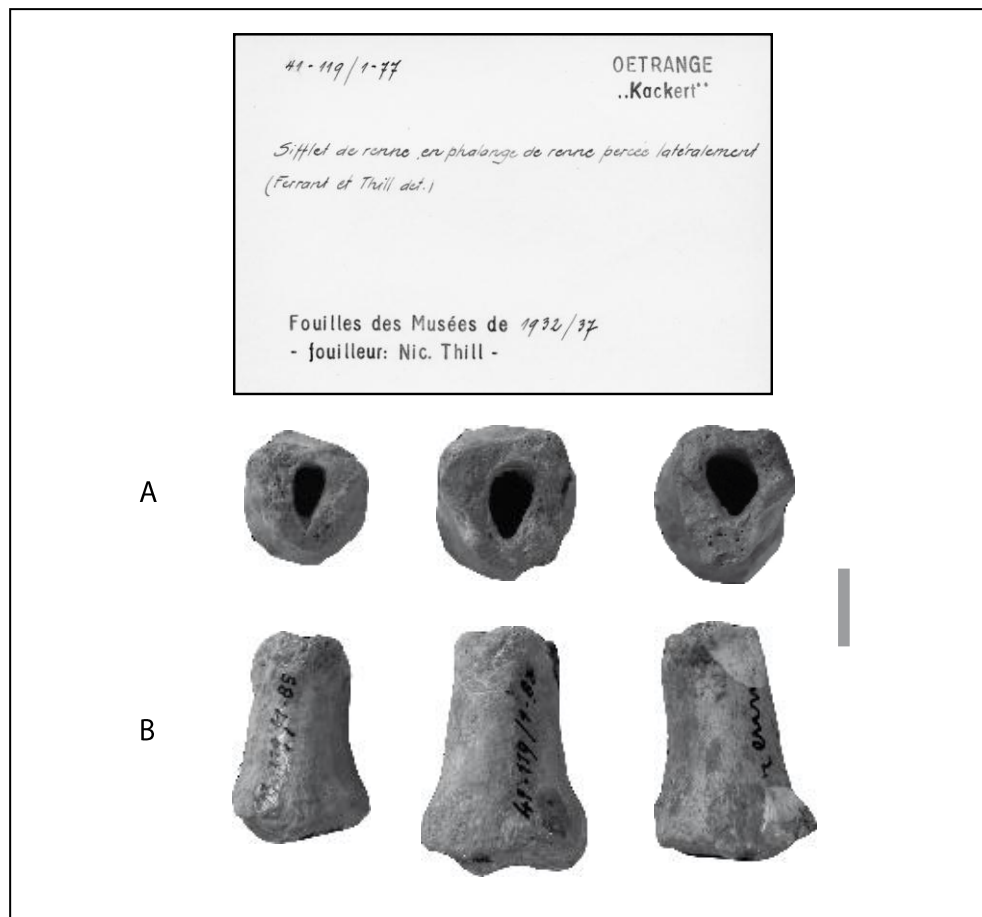 41-119/1-77
OETRANGE
„Kackert"
Sifflet de renne en phalange de renne percée latéralement
(Ferrant et Thill det.)
Fouilles des Musées de 1932/37
- fouilleur: Nic. Thill -
A
B
41-119/1-82